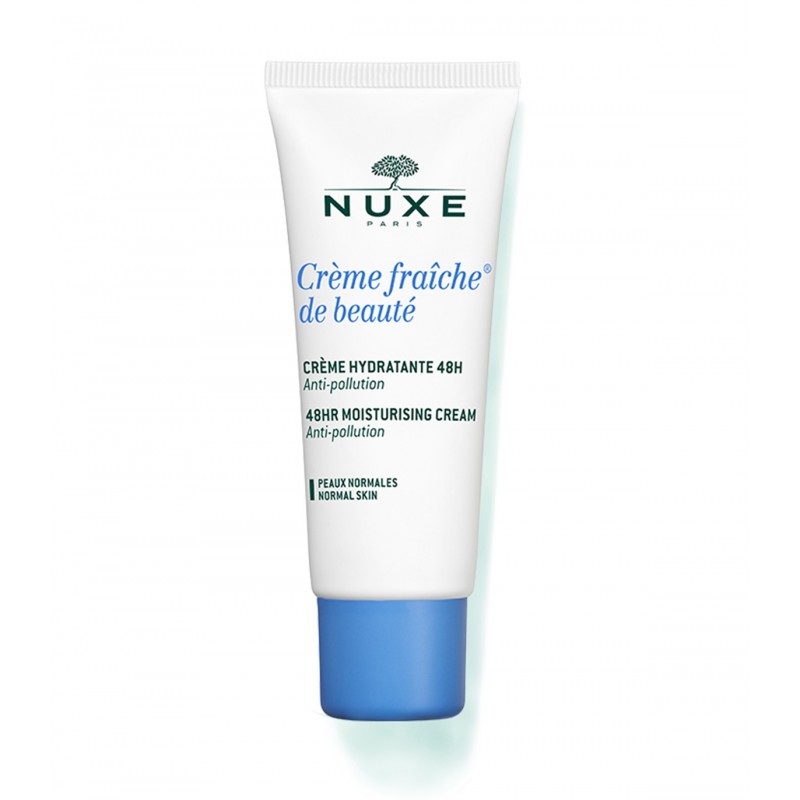 NUXE
PARIS
Crème fraîche®
de beauté
CRÈME HYDRATANTE 48H
Anti-pollution
48HR MOISTURISING CREAM
Anti-pollution
PEAUX NORMALES
NORMAL SKIN